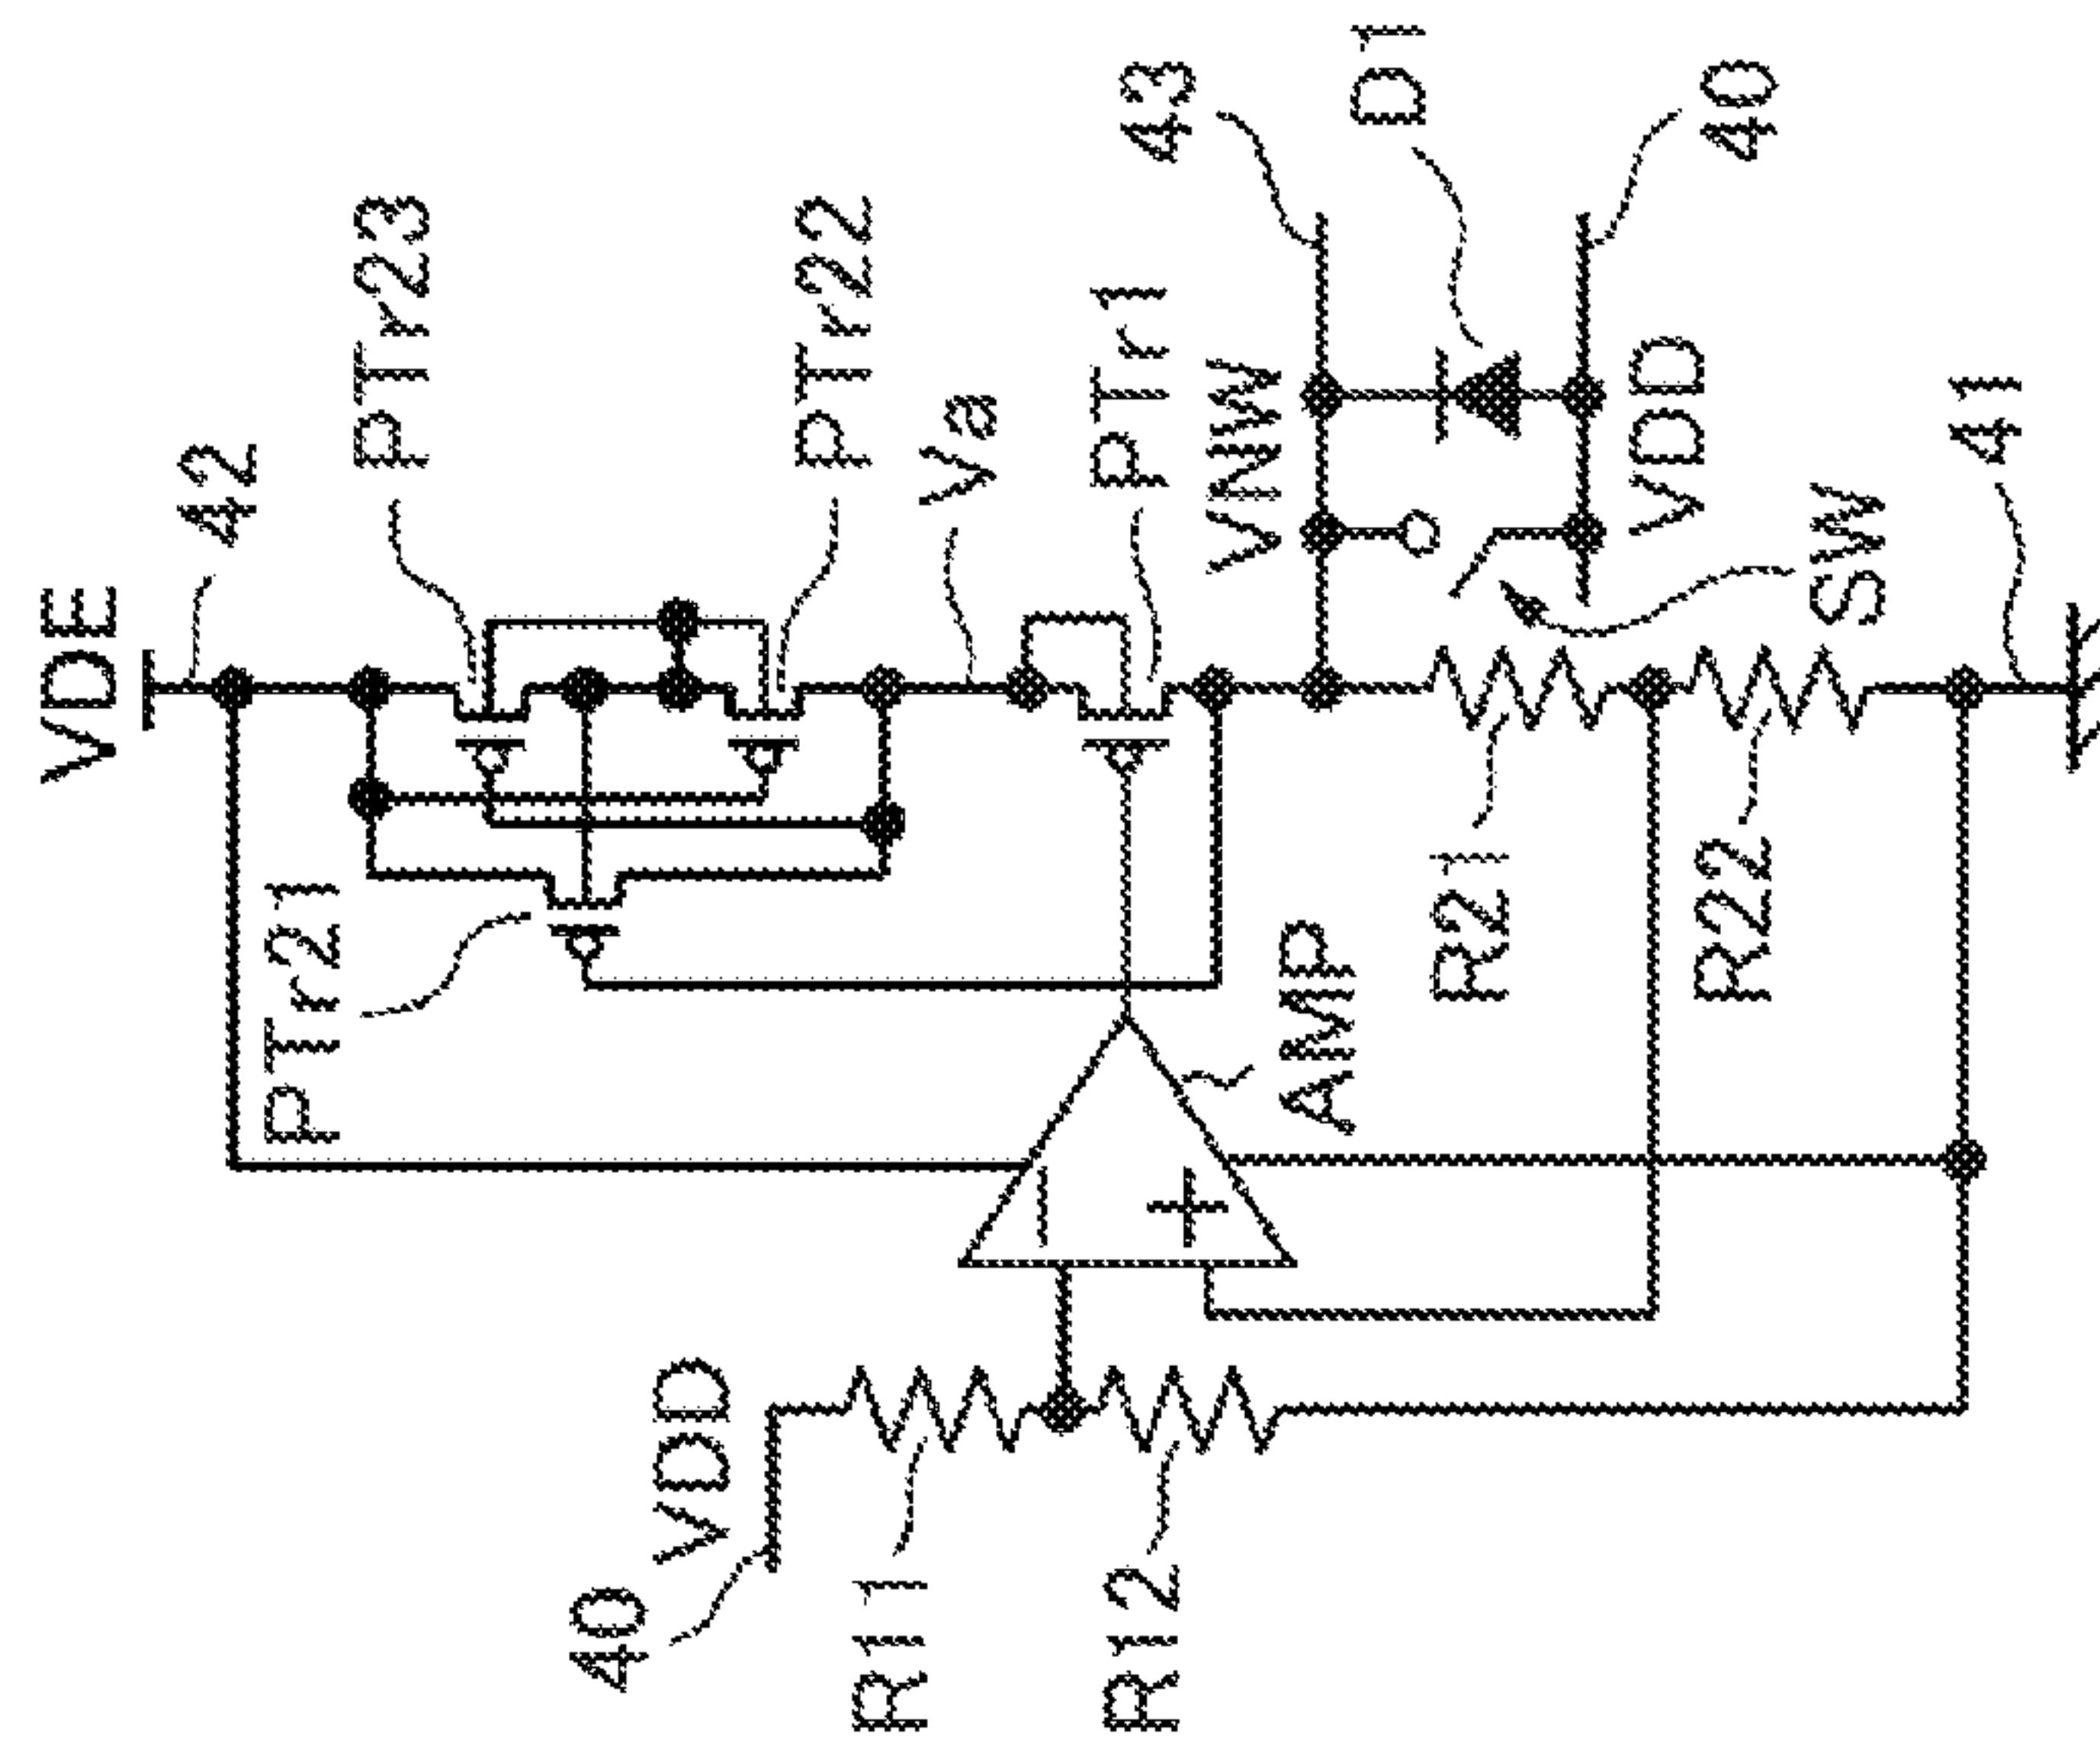 VDE
42
PTr23
PTr22
PTr21
Va
PTr1
43
VNW
D1
40
VDD
SW
41
R21
R22
AMP
−
+
VDD
40
R11
R12